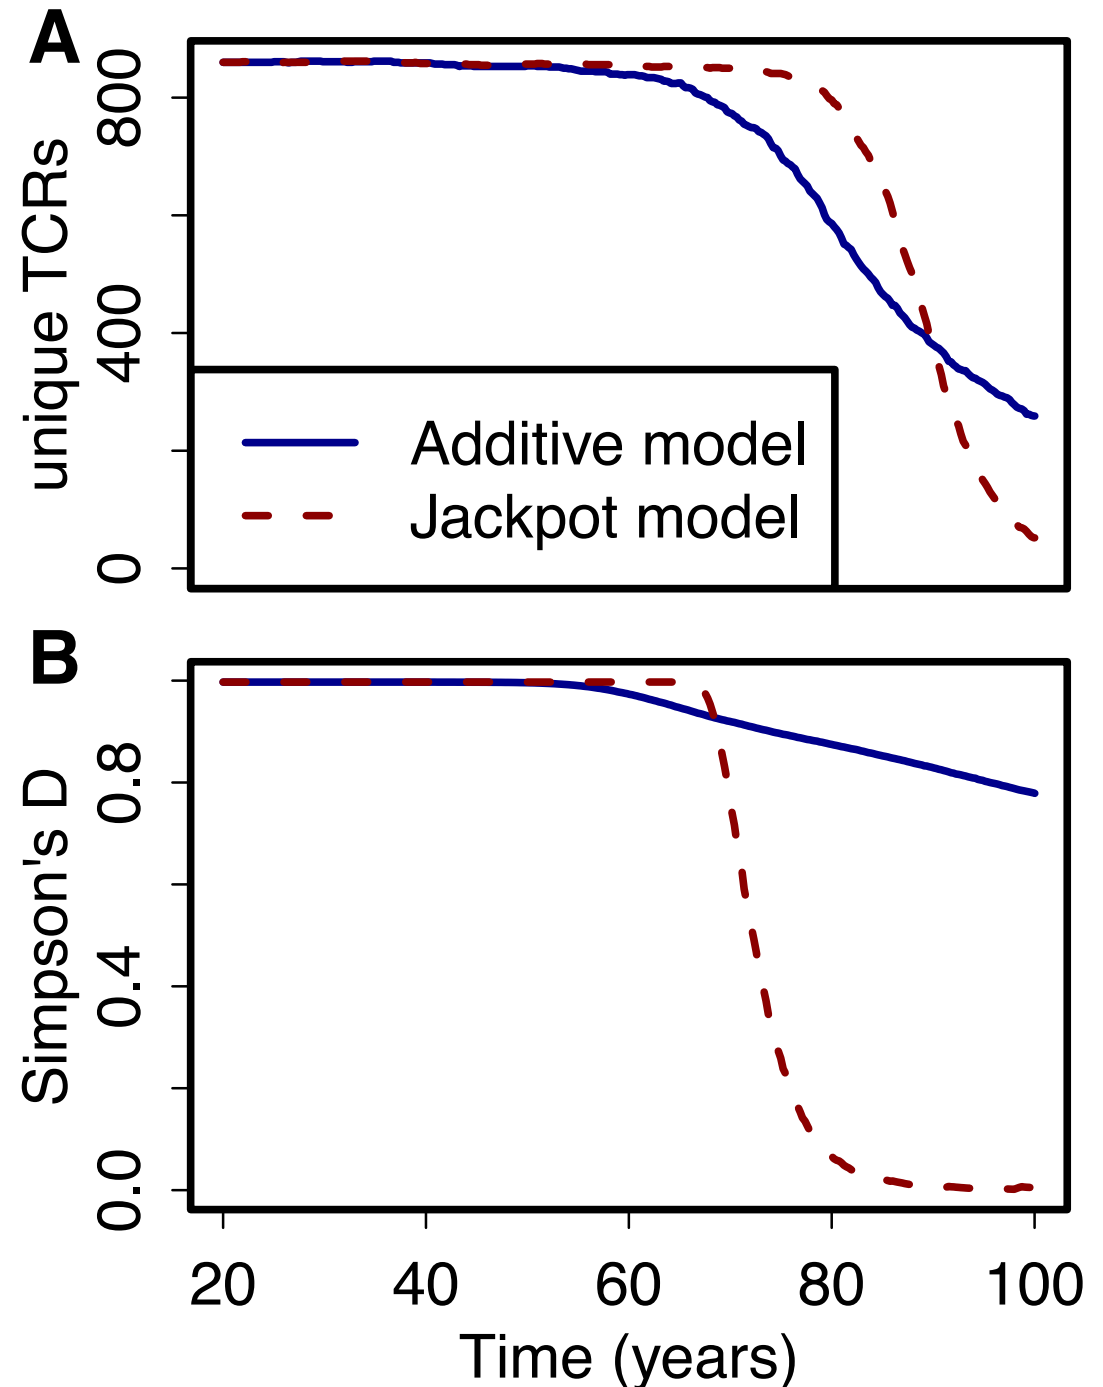 A
unique TCRs
800
400
0
Additive model
Jackpot model
B
Simpson's D
0.8
0.4
0.0
20 40 60 80 100
Time (years)